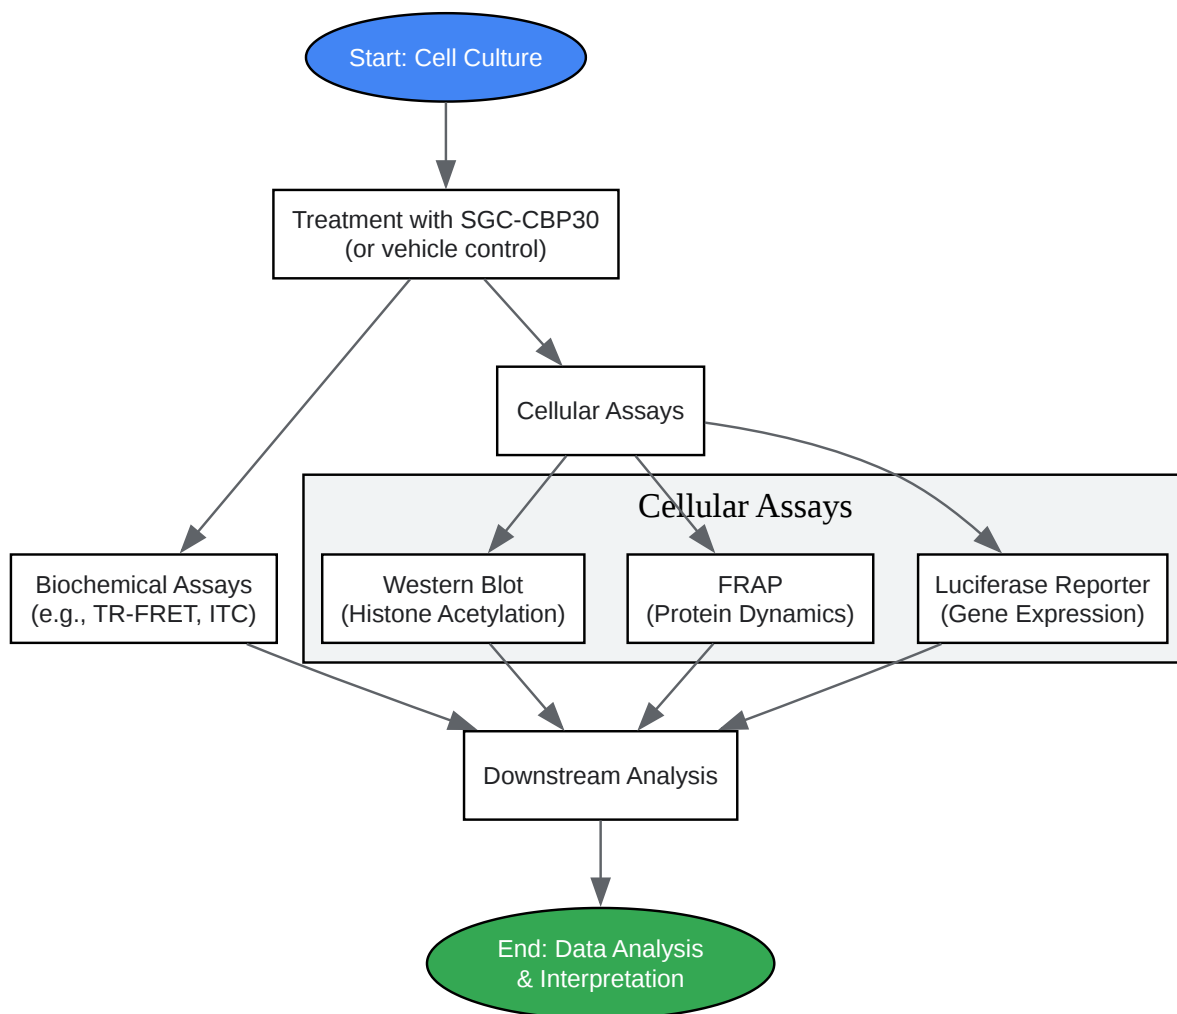 Start: Cell Culture
Treatment with SGC-CBP30
(or vehicle control)
Cellular Assays
Cellular Assays
Biochemical Assays
(e.g., TR-FRET, ITC)
Western Blot
(Histone Acetylation)
FRAP
(Protein Dynamics)
Luciferase Reporter
(Gene Expression)
Downstream Analysis
End: Data Analysis
& Interpretation